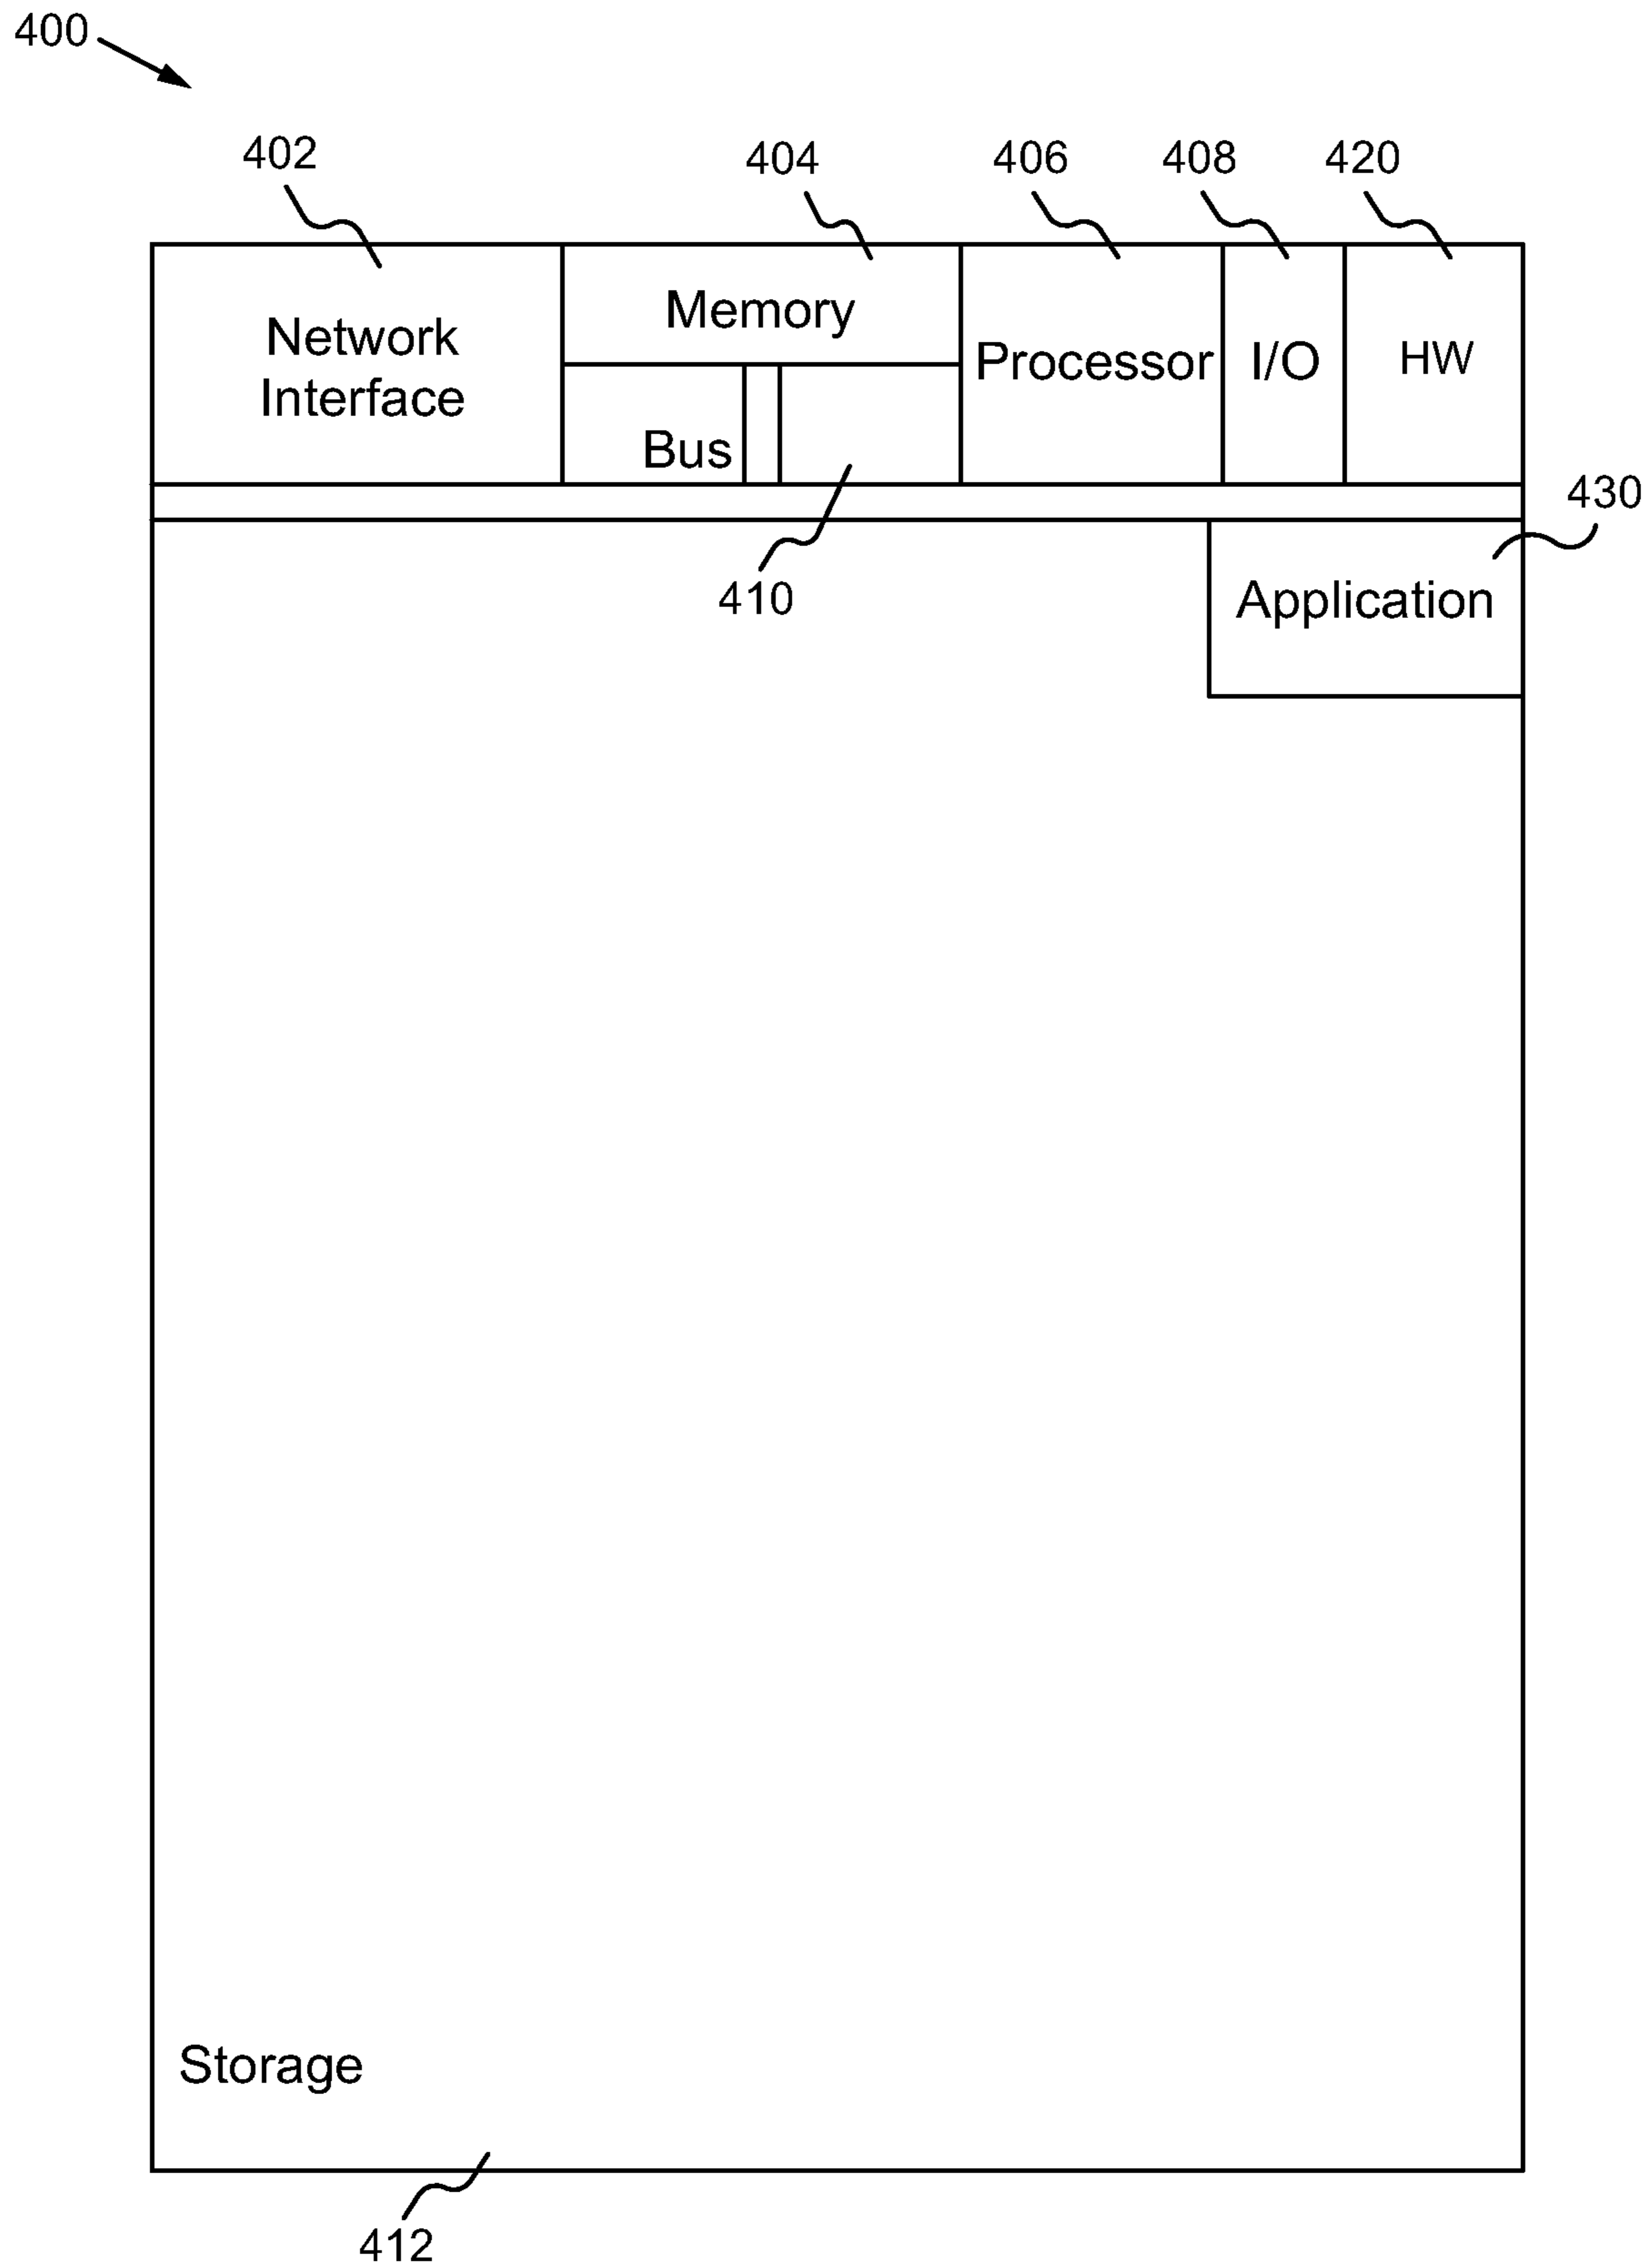 400
402
404
406
408
420
Network
Interface
Memory
Processor
I/O
HW
Bus
430
410
Application
Storage
412